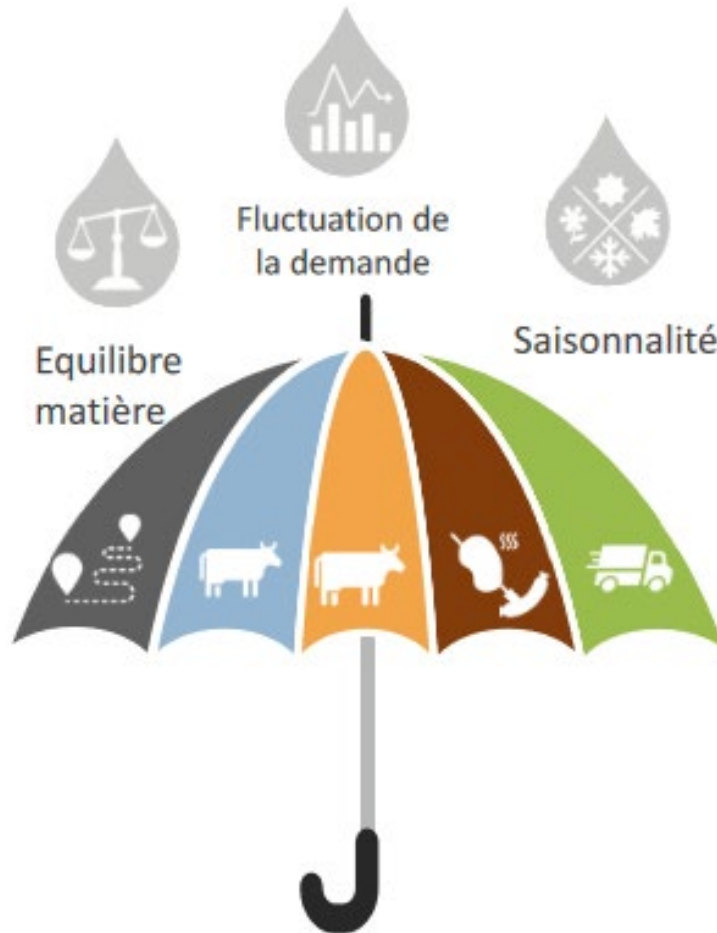 Fluctuation de
la demande
Equilibre
matière
Saisonnalité